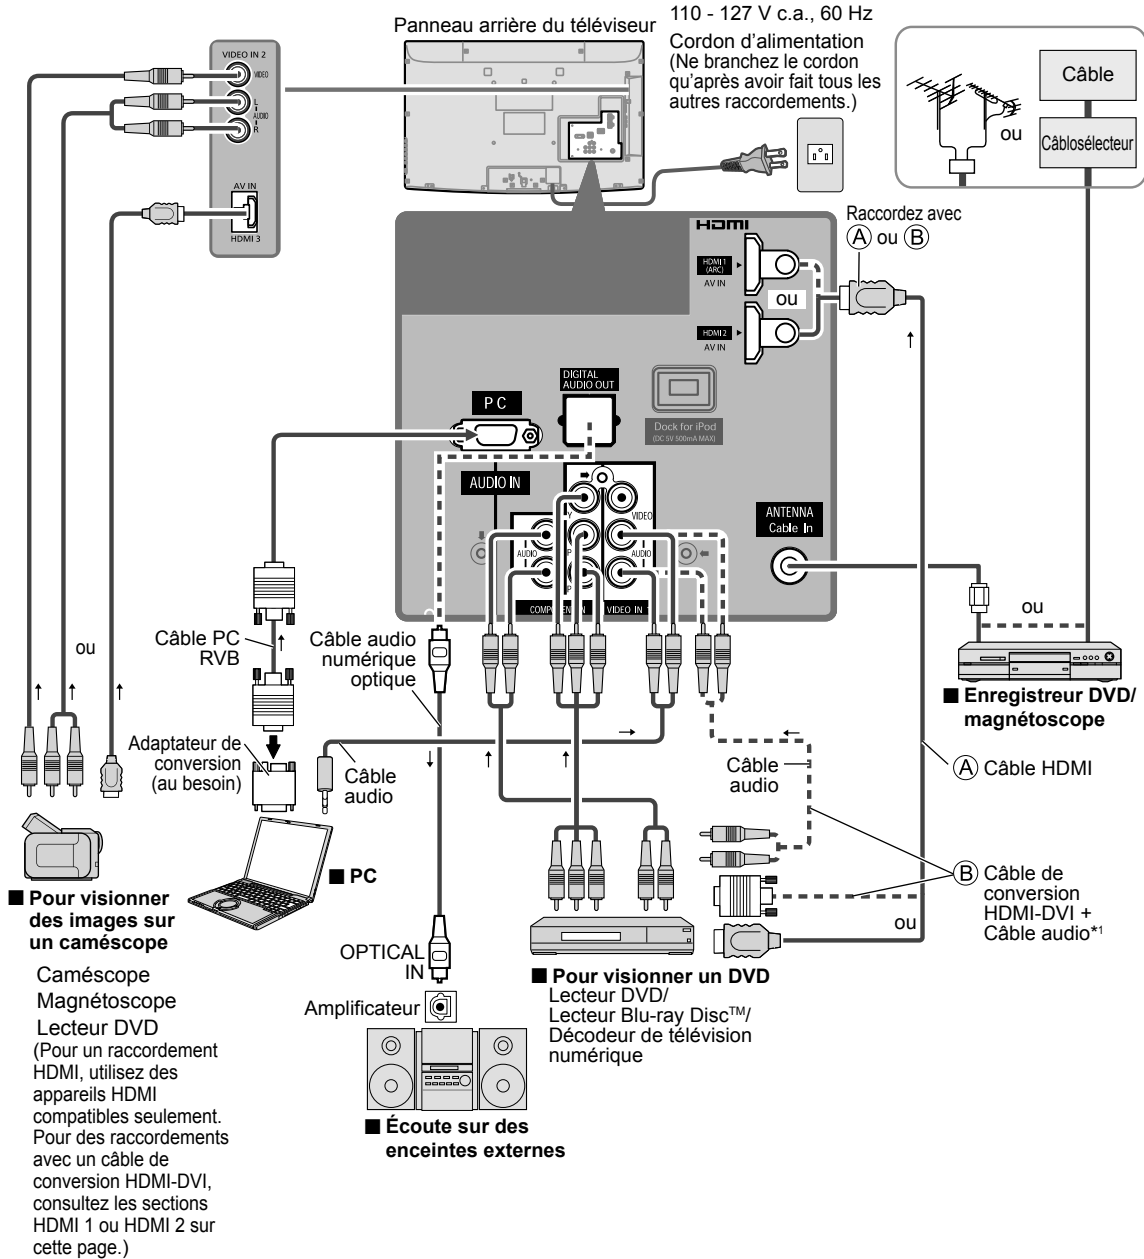 Panneau arrière du téléviseur
110 - 127 V c.a., 60 Hz
Cordon d'alimentation
(Ne branchez le cordon
qu'après avoir fait tous les
autres raccordements.)
Câble
ou
Câblosélecteur
VIDEO IN 2
VIDEO
L
AUDIO
R
AV IN
HDMI 3
HDMI
HDMI 1
(ARC)
AV IN
ou
HDMI 2
AV IN
Raccordez avec
A ou B
PC
DIGITAL
AUDIO OUT
Dock for iPod
(DC 5V 500mA MAX)
AUDIO IN
Y
VIDEO
AUDIO
P
AUDIO
P
COMPONENT IN
VIDEO IN 1
ANTENNA
Cable In
ou
Câble PC
RVB
ou
Câble audio
numérique
optique
Adaptateur de
conversion
(au besoin)
Câble
audio
Câble
audio
ou
■ Enregistreur DVD/
magnétoscope
A Câble HDMI
B Câble de
conversion
HDMI-DVI +
Câble audio*1
■ Pour visionner
des images sur
un caméscope
Caméscope
Magnétoscope
Lecteur DVD
(Pour un raccordement
HDMI, utilisez des
appareils HDMI
compatibles seulement.
Pour des raccordements
avec un câble de
conversion HDMI-DVI,
consultez les sections
HDMI 1 ou HDMI 2 sur
cette page.)
■ PC
OPTICAL
IN
Amplificateur
■ Écoute sur des
enceintes externes
■ Pour visionner un DVD
Lecteur DVD/
Lecteur Blu-ray Disc™/
Décodeur de télévision
numérique